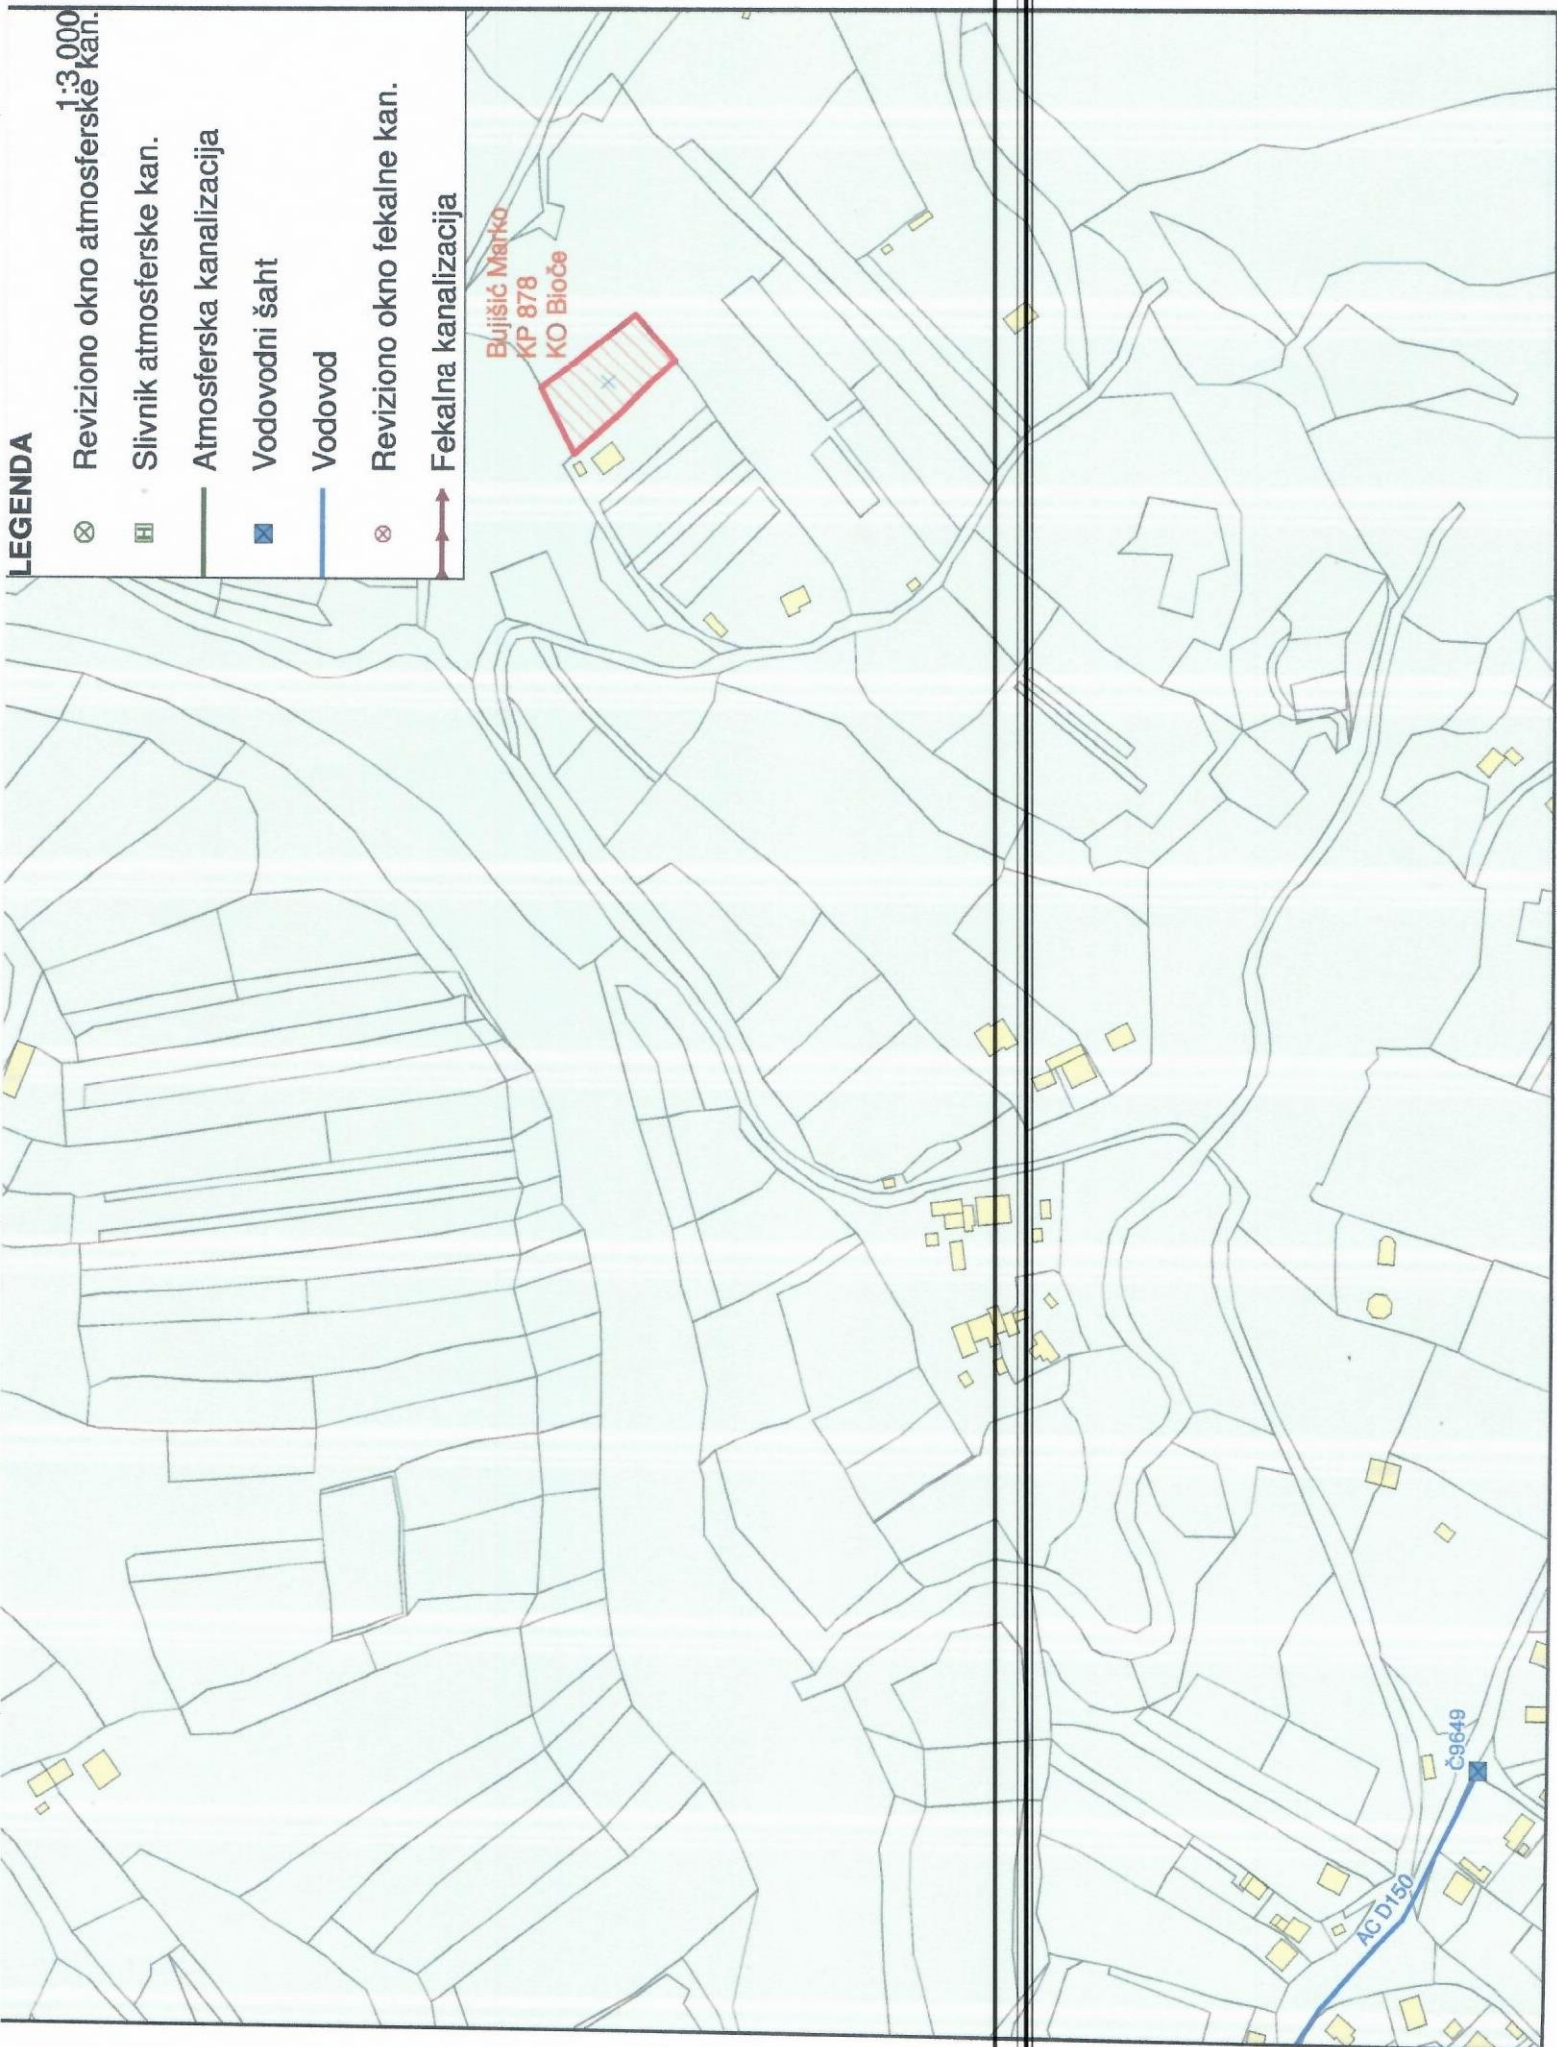 LEGENDA
1:3,000
Reviziono okno atmosferske kan.
Slivnik atmosferske kan.
H
Atmosferska kanalizacija
Vodovodni šaht
Vodovod
Reviziono okno fekalne kan.
Fekalna kanalizacija
Bujišić Marko
KP 878
KO Bioče
Č9649
AC D150